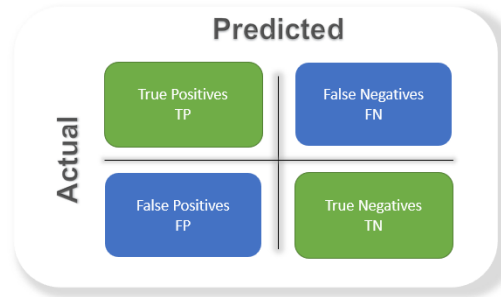 Predicted
Actual
True Positives
TP
False Negatives
FN
False Positives
FP
True Negatives
TN